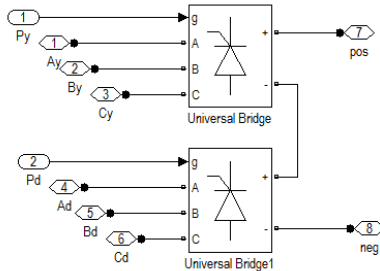 1
Py
g
+
7
pos
1
Ay
A
2
By
B
-
3
Cy
C
Universal Bridge
2
Pd
g
+
4
Ad
A
5
Bd
B
-
8
neg
6
Cd
C
Universal Bridge1